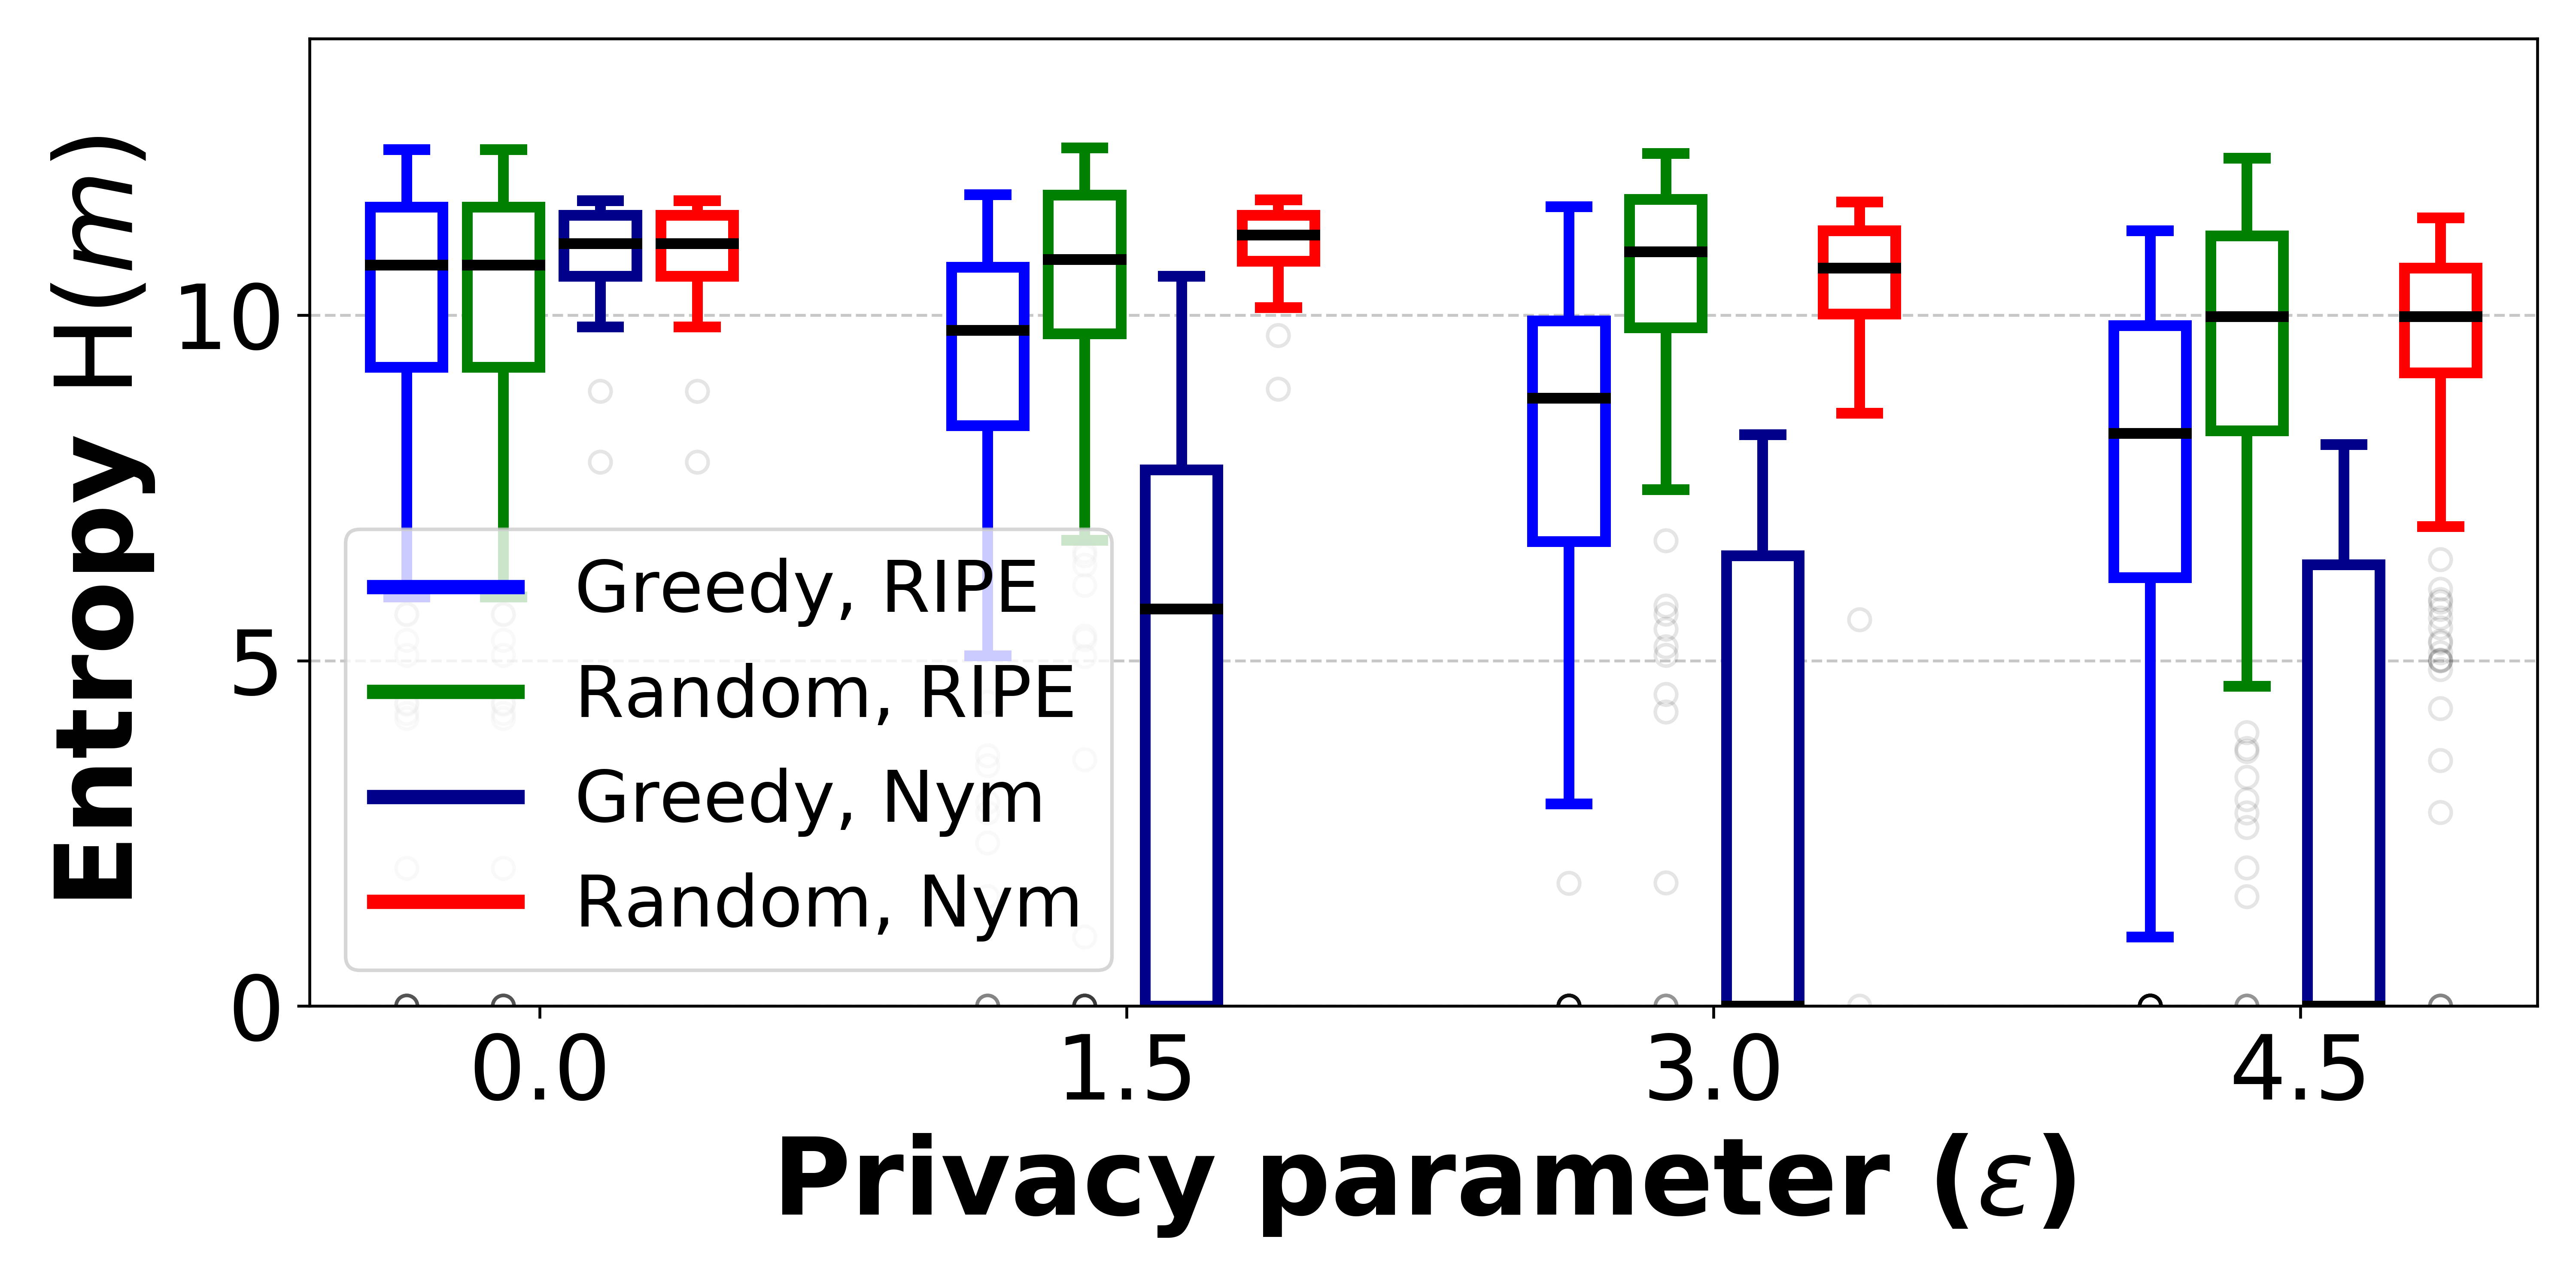 Entropy H(m)
10
5
0
Greedy, RIPE
Random, RIPE
Greedy, Nym
Random, Nym
0.0 1.5 3.0 4.5
Privacy parameter (ε)